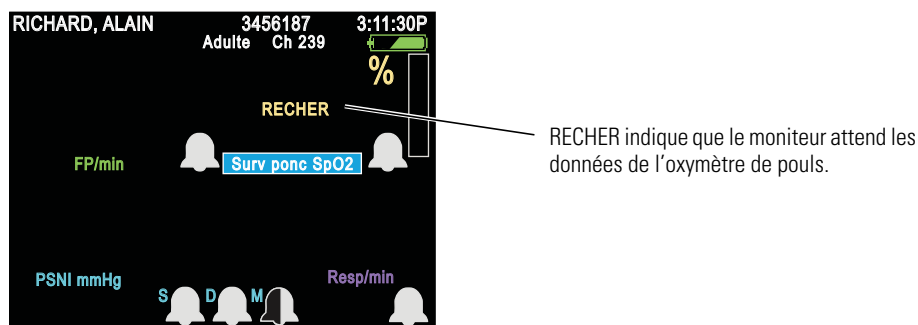 RICHARD, ALAIN 3456187 3:11:30P
Adulte Ch 239
%
RECHER
RECHER indique que le moniteur attend les
données de l'oxymètre de pouls.
FP/min Surv ponc SpO2
PSNI mmHg Resp/min
S D M